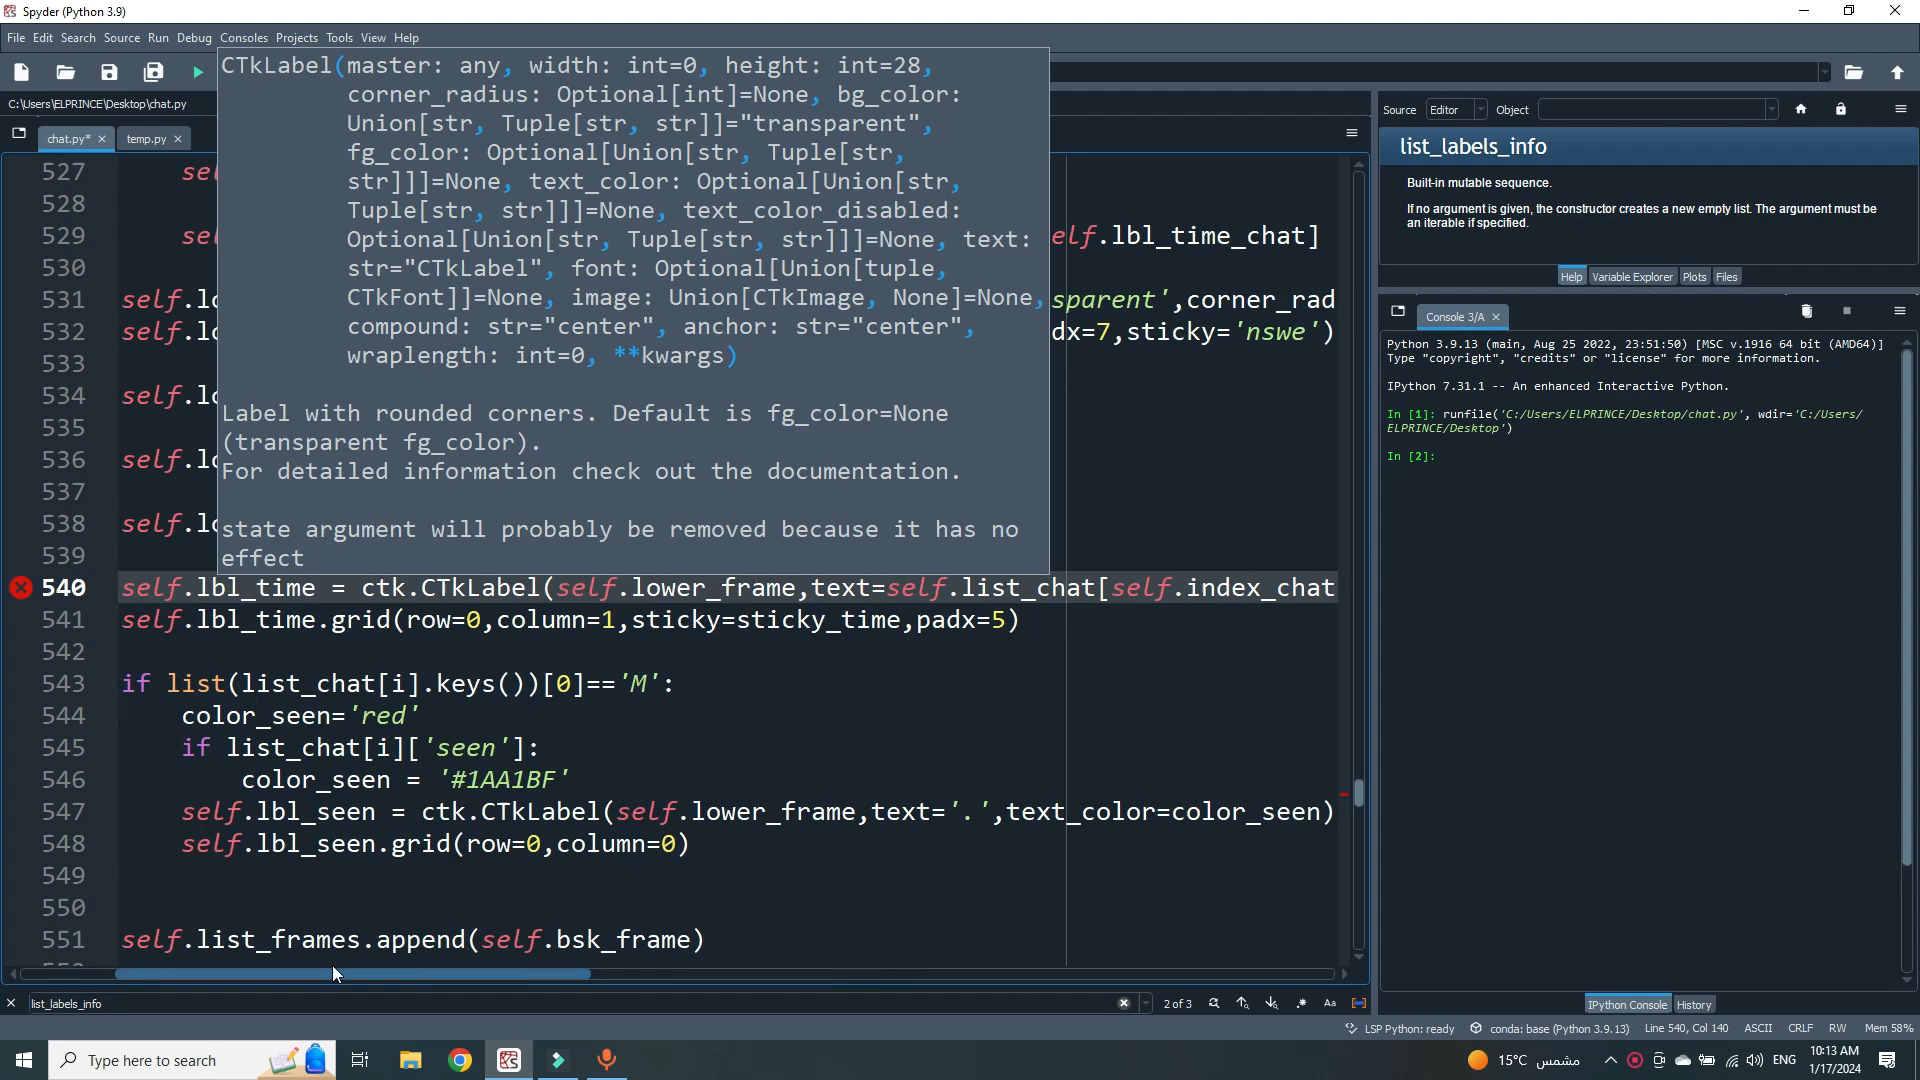 Spyder (Python 3.9)
File Edit Search Source Run Debug Consoles Projects Tools View Help
C:\Users\ELPRINCE\Desktop\chat.py
chat.py* temp.py
CTkLabel(master: any, width: int=0, height: int=28,
corner_radius: Optional[int]=None, bg_color:
Union[str, Tuple[str, str]]="transparent",
fg_color: Optional[Union[str, Tuple[str,
str]]]=None, text_color: Optional[Union[str,
Tuple[str, str]]]=None, text_color_disabled:
Optional[Union[str, Tuple[str, str]]]=None, text:
str="CTkLabel", font: Optional[Union[tuple,
CTkFont]]=None, image: Union[CTkImage, None]=None,
compound: str="center", anchor: str="center",
wraplength: int=0, **kwargs)
Label with rounded corners. Default is fg_color=None
(transparent fg_color).
For detailed information check out the documentation.
state argument will probably be removed because it has no
effect
527 sel
528
529 sel elf.lbl_time_chat]
530
531 self.lo sparent',corner_rad
532 self.lo dx=7,sticky='nswe')
533
534 self.lo
535
536 self.lo
537
538 self.lo
539
540 self.lbl_time = ctk.CTkLabel(self.lower_frame,text=self.list_chat[self.index_chat
541 self.lbl_time.grid(row=0,column=1,sticky=sticky_time,padx=5)
542
543 if list(list_chat[i].keys())[0]=='M':
544 color_seen='red'
545 if list_chat[i]['seen']:
546 color_seen = '#1AA1BF'
547 self.lbl_seen = ctk.CTkLabel(self.lower_frame,text='.',text_color=color_seen)
548 self.lbl_seen.grid(row=0,column=0)
549
550
551 self.list_frames.append(self.bsk_frame)
list_labels_info 2 of 3 Aa
Source Editor Object
list_labels_info
Built-in mutable sequence.
If no argument is given, the constructor creates a new empty list. The argument must be
an iterable if specified.
Help Variable Explorer Plots Files
Console 3/A
Python 3.9.13 (main, Aug 25 2022, 23:51:50) [MSC v.1916 64 bit (AMD64)]
Type "copyright", "credits" or "license" for more information.
IPython 7.31.1 -- An enhanced Interactive Python.
In [1]: runfile('C:/Users/ELPRINCE/Desktop/chat.py', wdir='C:/Users/
ELPRINCE/Desktop')
In [2]:
IPython Console History
LSP Python: ready conda: base (Python 3.9.13) Line 540, Col 140 ASCII CRLF RW Mem 58%
Type here to search 15°C مشمس ENG
10:13 AM
1/17/2024